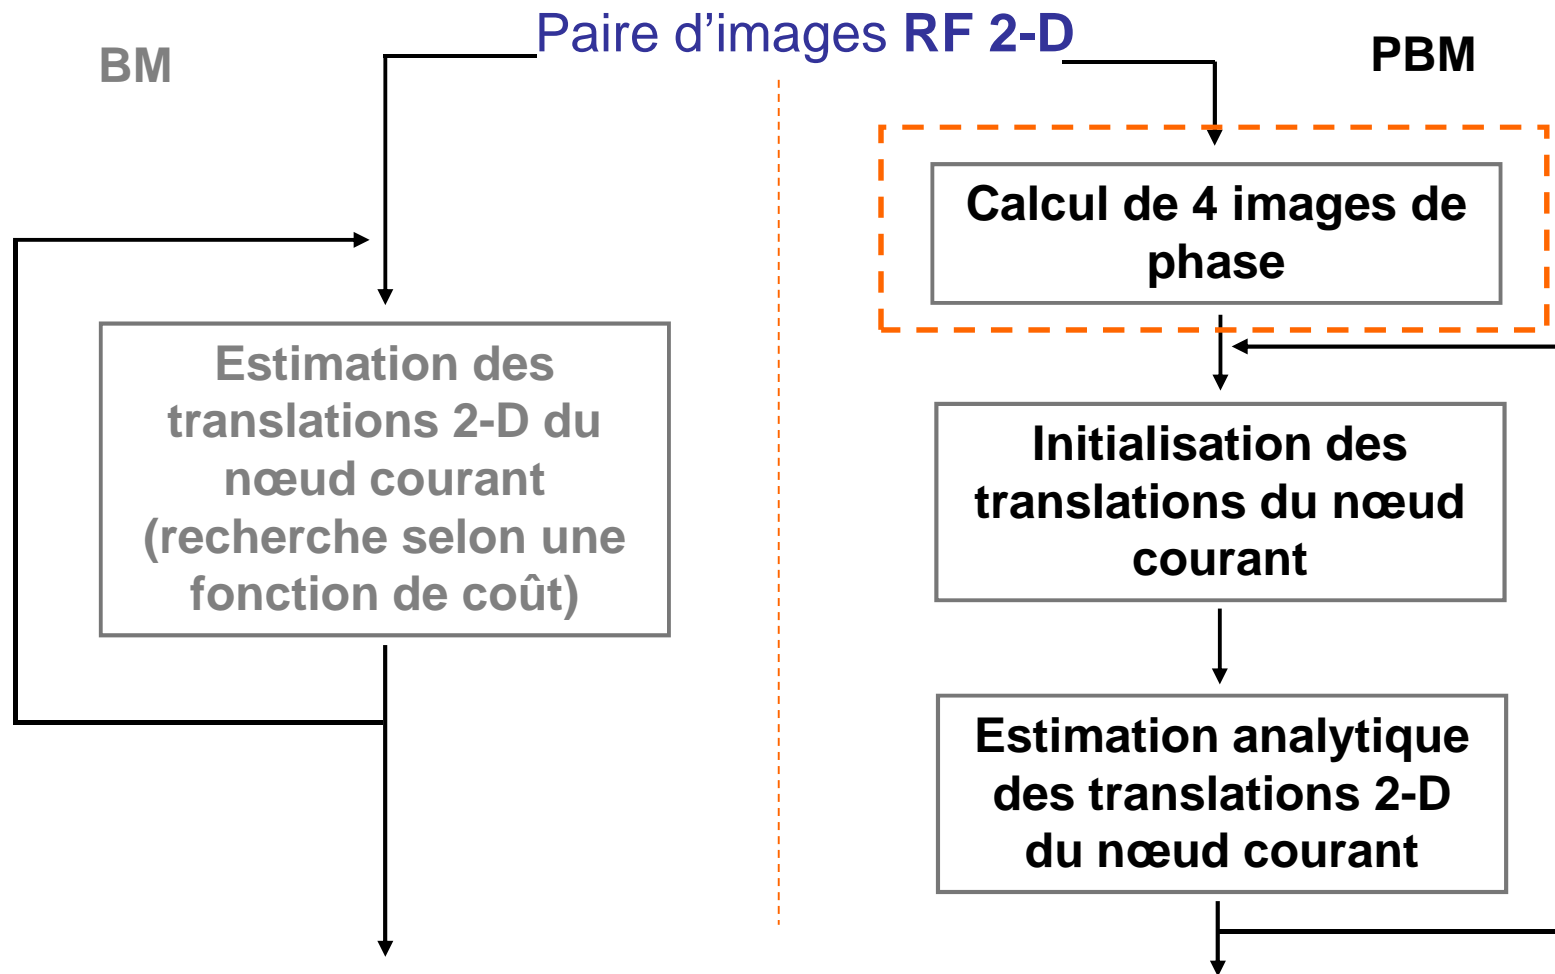 Paire d’images RF 2-D
BM
PBM
Calcul de 4 images de
phase
Estimation des
translations 2-D du
nœud courant
(recherche selon une
fonction de coût)
Initialisation des
translations du nœud
courant
Estimation analytique
des translations 2-D
du nœud courant